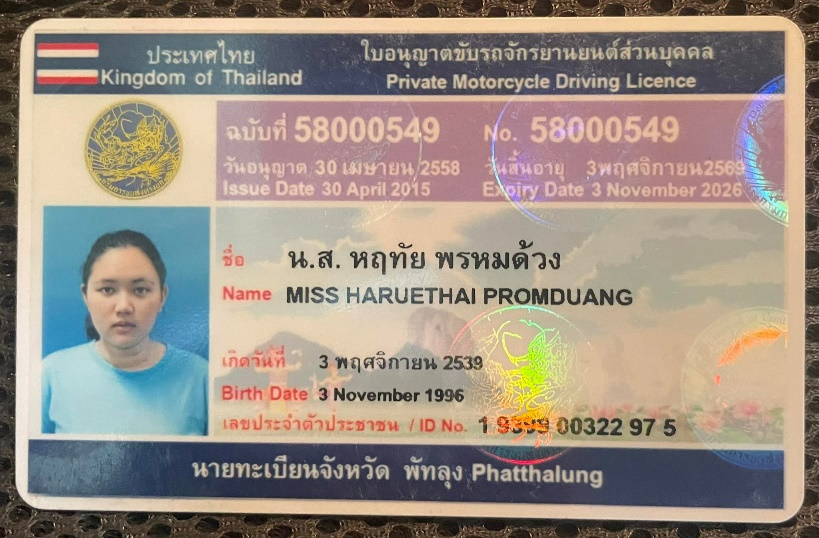 ประเทศไทย
Kingdom of Thailand
ใบอนุญาตขับรถจักรยานยนต์ส่วนบุคคล
Private Motorcycle Driving Licence
ฉบับที่ 58000549 No. 58000549
วันอนุญาต 30 เมษายน 2558 วันสิ้นอายุ 3พฤศจิกายน2569
Issue Date 30 April 2015 Expiry Date 3 November 2026
ชื่อ น.ส. หฤทัย พรหมด้วง
Name MISS HARUETHAI PROMDUANG
เกิดวันที่ 3 พฤศจิกายน 2539
Birth Date 3 November 1996
เลขประจำตัวประชาชน / ID No. 1 9399 00322 97 5
นายทะเบียนจังหวัด พัทลุง Phatthalung